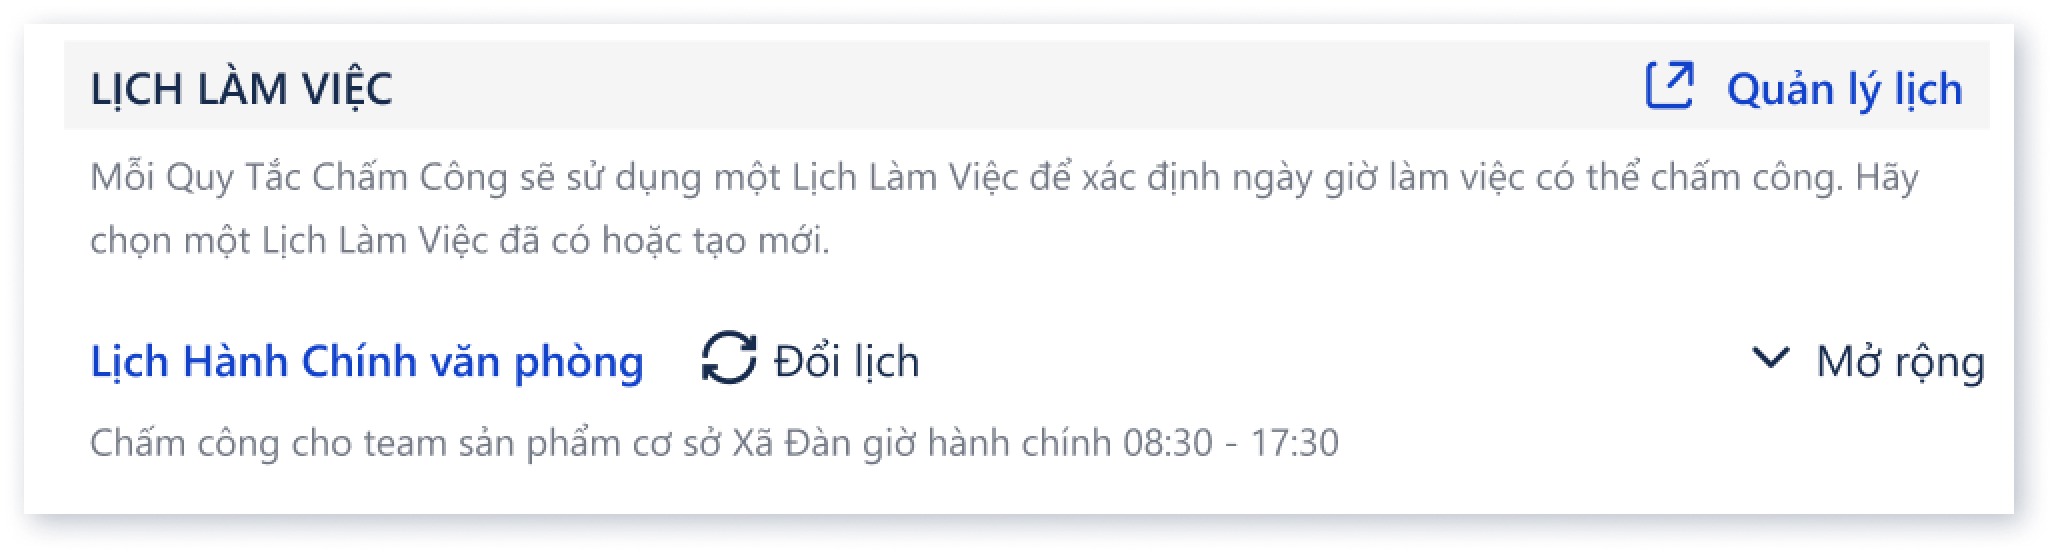 LỊCH LÀM VIỆC
Quản lý lịch
Mỗi Quy Tắc Chấm Công sẽ sử dụng một Lịch Làm Việc để xác định ngày giờ làm việc có thể chấm công. Hãy
chọn một Lịch Làm Việc đã có hoặc tạo mới.
Lịch Hành Chính văn phòng
Đổi lịch
Mở rộng
Chấm công cho team sản phẩm cơ sở Xã Đàn giờ hành chính 08:30 - 17:30